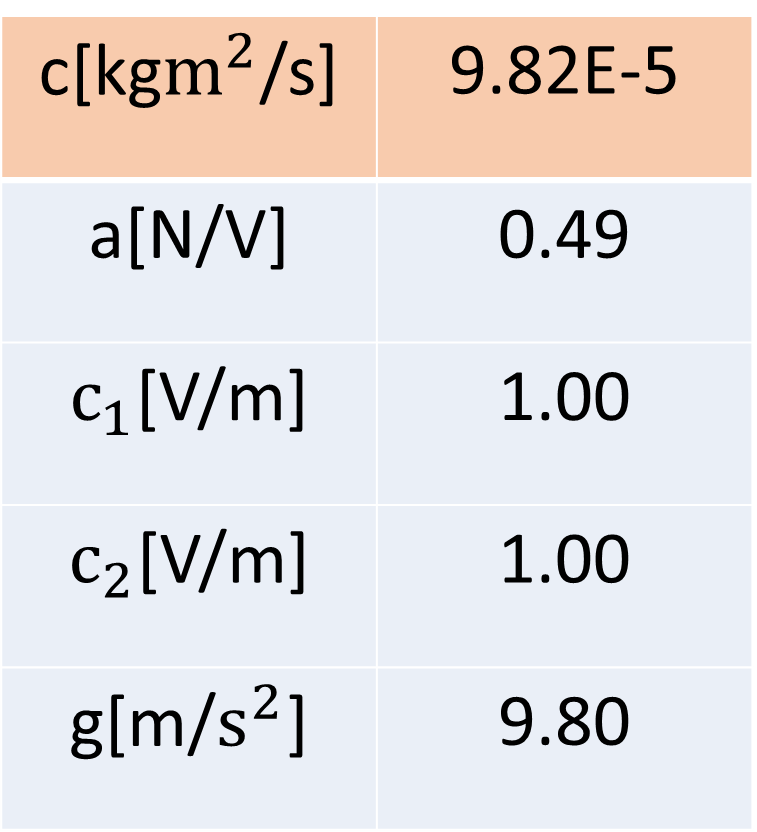 c[kgm²/s] 9.82E-5
a[N/V] 0.49
c₁[V/m] 1.00
c₂[V/m] 1.00
g[m/s²] 9.80